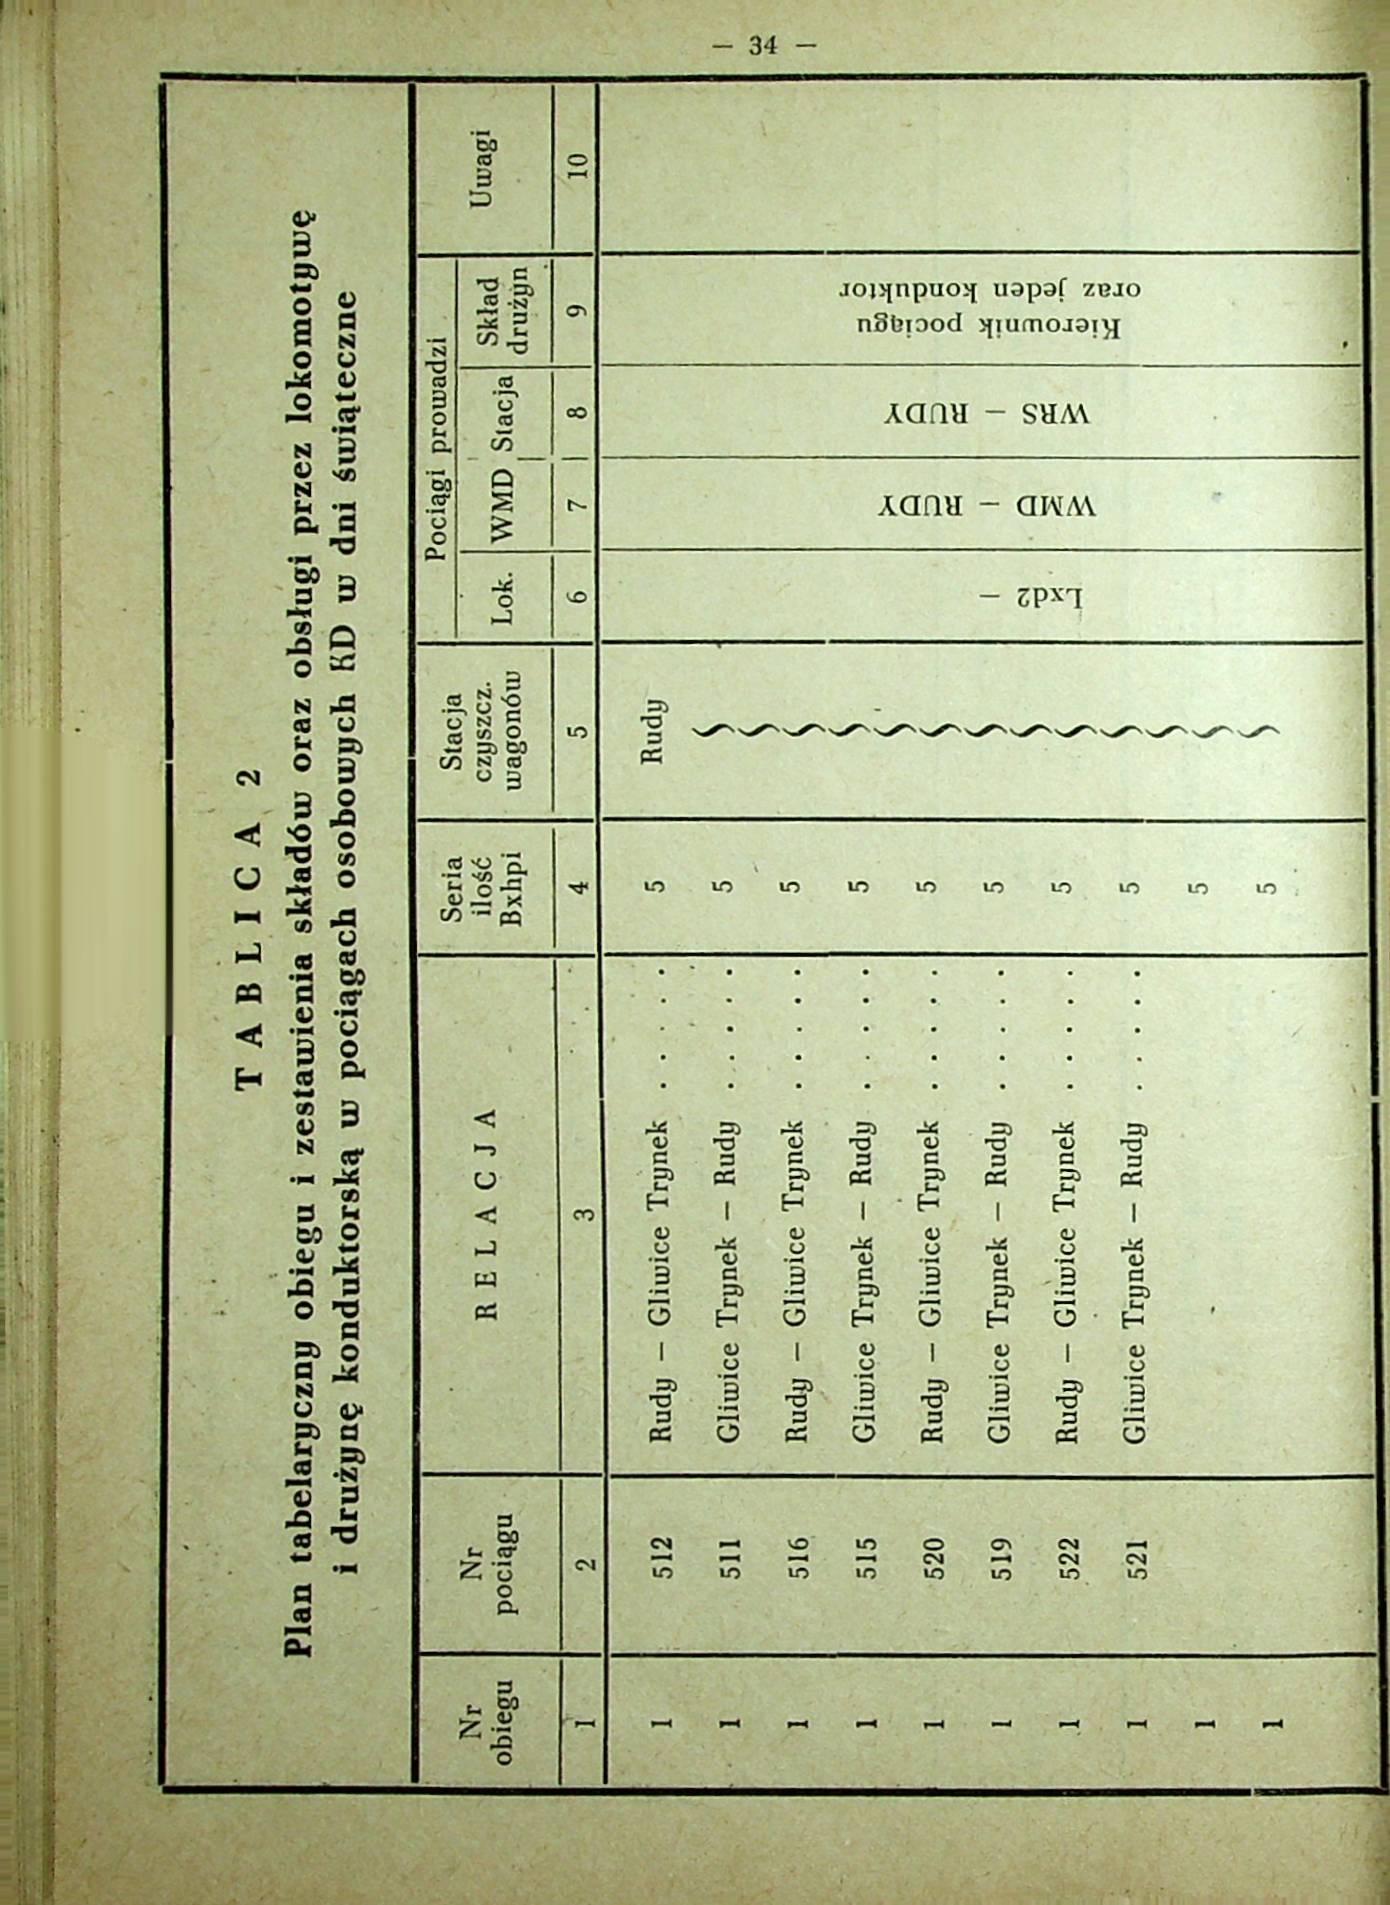 — 34 —
TABLICA 2
Plan tabelaryczny obiegu i zestawienia składów oraz obsługi przez lokomotywę
i drużynę konduktorską w pociągach osobowych KD w dni świąteczne
Nr obiegu | Nr pociągu | RELACJA | Seria ilość Bxhpi | Stacja czyszcz. wagonów | Pociągi prowadzi | Uwagi
Lok. | WMD | Stacja | Skład drużyn
1 | 2 | 3 | 4 | 5 | 6 | 7 | 8 | 9 | 10
1 512 Rudy — Gliwice Trynek . . . . . 5 Rudy
1 511 Gliwice Trynek — Rudy . . . . . 5
1 516 Rudy — Gliwice Trynek . . . . . 5
1 515 Gliwice Trynek — Rudy . . . . . 5
1 520 Rudy — Gliwice Trynek . . . . . 5
1 519 Gliwice Trynek — Rudy . . . . . 5
1 522 Rudy — Gliwice Trynek . . . . . 5
1 521 Gliwice Trynek — Rudy . . . . . 5
1 5
1 5
Lxd2 —
WMD — RUDY
WRS — RUDY
Kierownik pociągu
oraz jeden konduktor